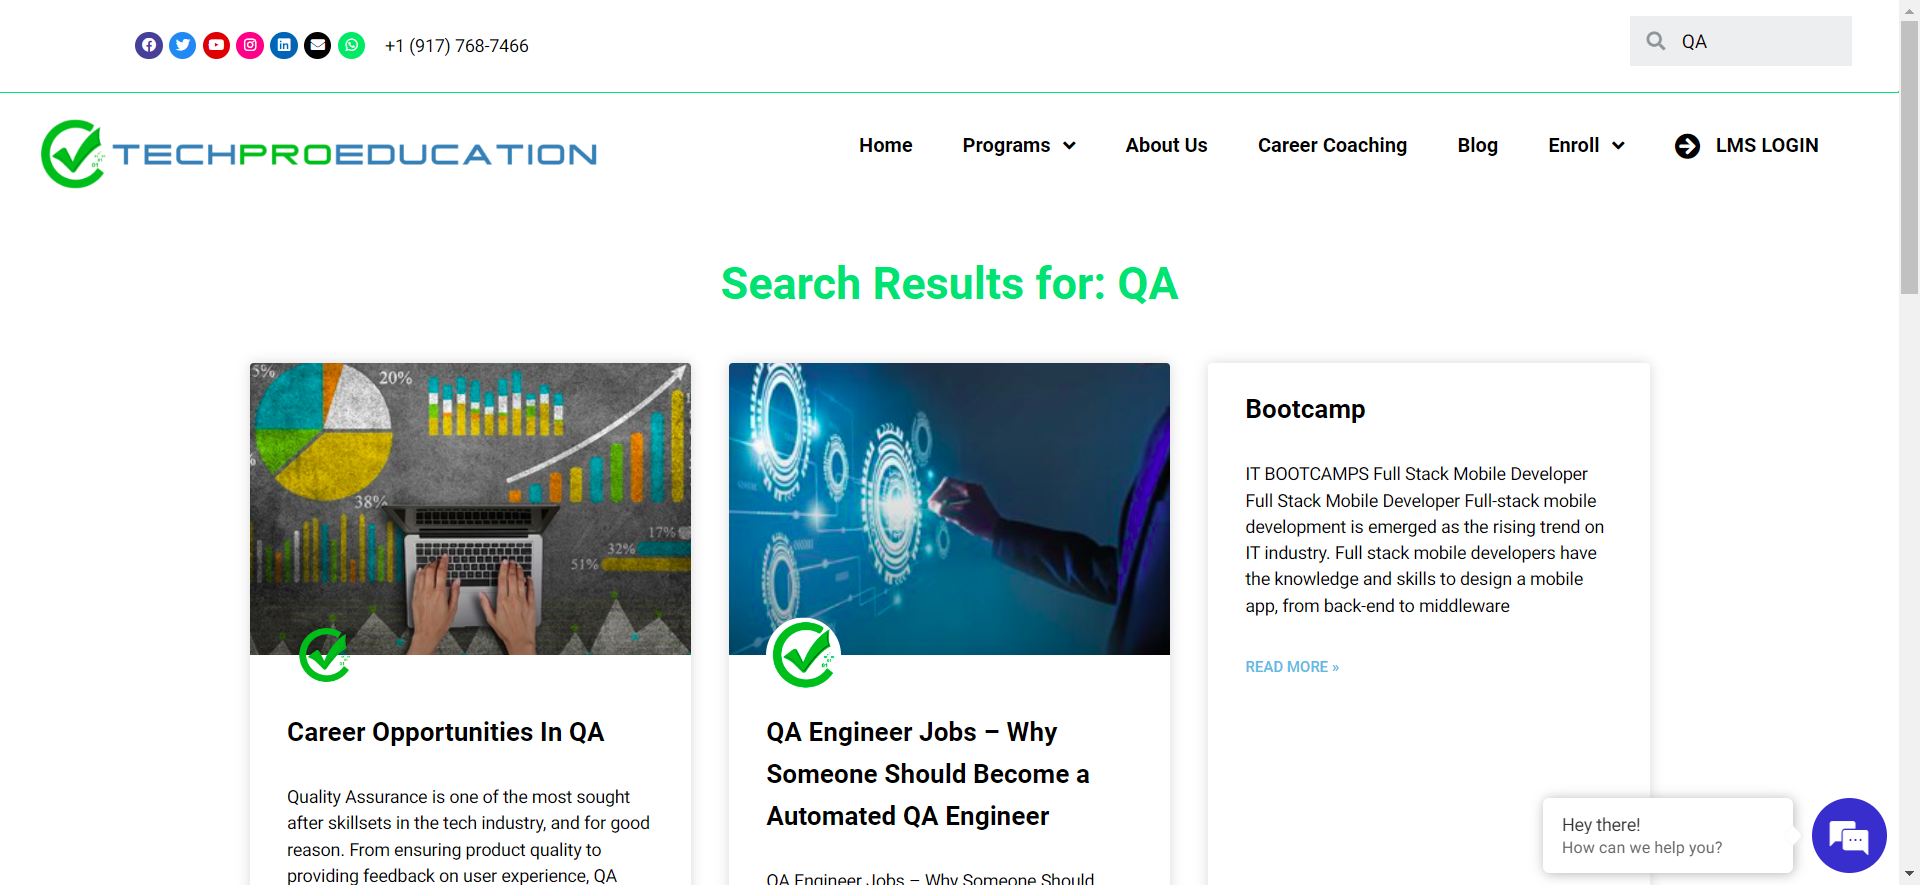 +1 (917) 768-7466
QA
TECHPROEDUCATION
Home
Programs
About Us
Career Coaching
Blog
Enroll
LMS LOGIN
Search Results for: QA
5%
20%
38%
17%
32%
51%
Career Opportunities In QA
Quality Assurance is one of the most sought
after skillsets in the tech industry, and for good
reason. From ensuring product quality to
providing feedback on user experience, QA
QA Engineer Jobs – Why
Someone Should Become a
Automated QA Engineer
QA Engineer Jobs – Why Someone Should
Bootcamp
IT BOOTCAMPS Full Stack Mobile Developer
Full Stack Mobile Developer Full-stack mobile
development is emerged as the rising trend on
IT industry. Full stack mobile developers have
the knowledge and skills to design a mobile
app, from back-end to middleware
READ MORE »
Hey there!
How can we help you?